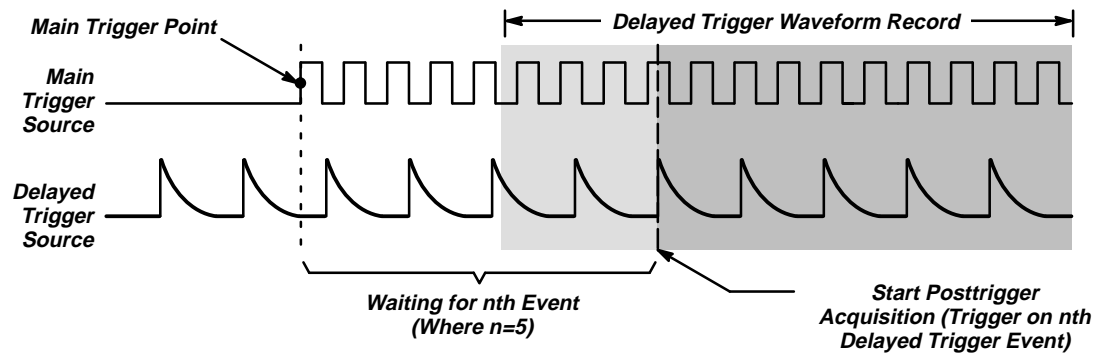 Delayed Trigger Waveform Record
Main Trigger Point
Main
Trigger
Source
Delayed
Trigger
Source
Waiting for nth Event
(Where n=5)
Start Posttrigger
Acquisition (Trigger on nth
Delayed Trigger Event)